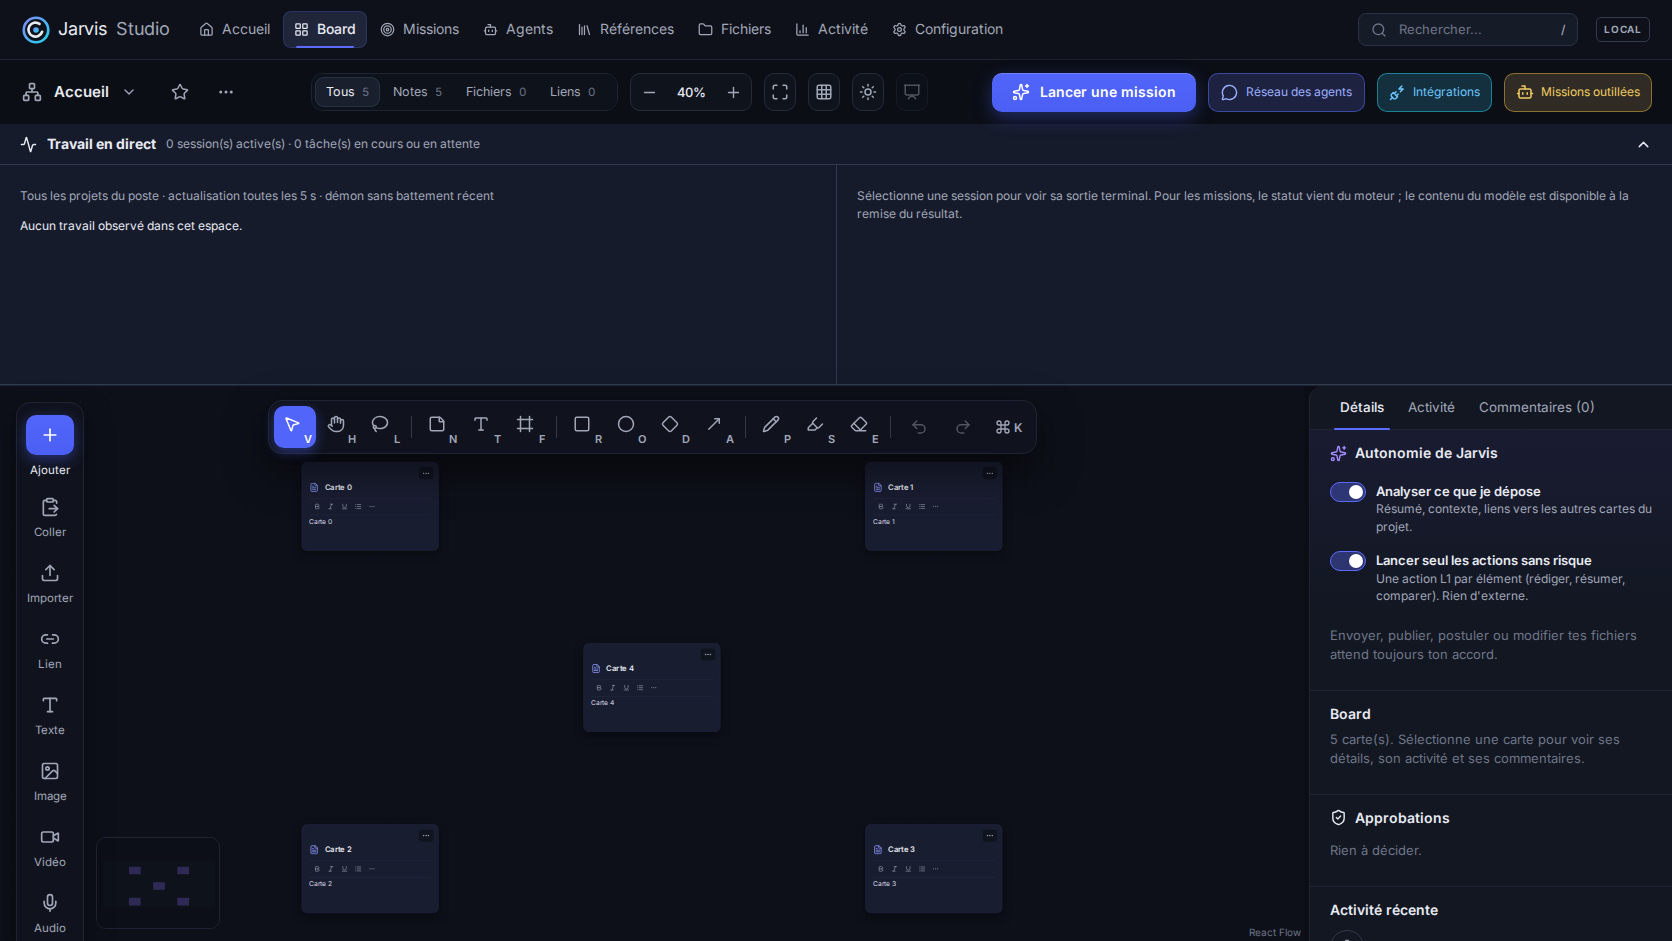 Jarvis Studio
Accueil
Board
Missions
Agents
Références
Fichiers
Activité
Configuration
Rechercher...
/
LOCAL
Accueil
Tous 5
Notes 5
Fichiers 0
Liens 0
40%
Lancer une mission
Réseau des agents
Intégrations
Missions outillées
Travail en direct
0 session(s) active(s) · 0 tâche(s) en cours ou en attente
Tous les projets du poste · actualisation toutes les 5 s · démon sans battement récent
Aucun travail observé dans cet espace.
Sélectionne une session pour voir sa sortie terminal. Pour les missions, le statut vient du moteur ; le contenu du modèle est disponible à la
remise du résultat.
Ajouter
Coller
Importer
Lien
Texte
Image
Vidéo
Audio
V
H
L
N
T
F
R
O
D
A
P
S
E
⌘ K
Carte 0
B I U
Carte 0
Carte 1
B I U
Carte 1
Carte 4
B I U
Carte 4
Carte 2
B I U
Carte 2
Carte 3
B I U
Carte 3
React Flow
Détails
Activité
Commentaires (0)
Autonomie de Jarvis
Analyser ce que je dépose
Résumé, contexte, liens vers les autres cartes du
projet.
Lancer seul les actions sans risque
Une action L1 par élément (rédiger, résumer,
comparer). Rien d'externe.
Envoyer, publier, postuler ou modifier tes fichiers
attend toujours ton accord.
Board
5 carte(s). Sélectionne une carte pour voir ses
détails, son activité et ses commentaires.
Approbations
Rien à décider.
Activité récente